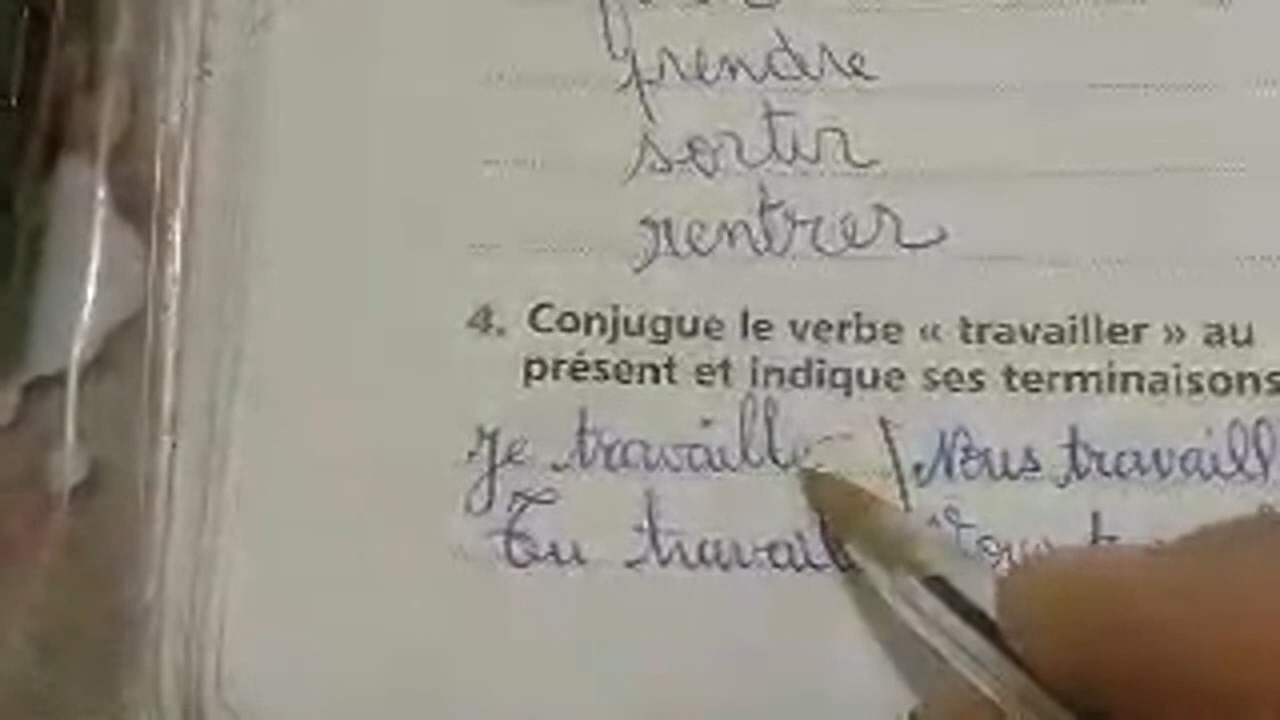 prendre
sortir
rentrer
4. Conjugue le verbe « travailler » au
présent et indique ses terminaisons
Je travaille / Nous travaill
Tu travail